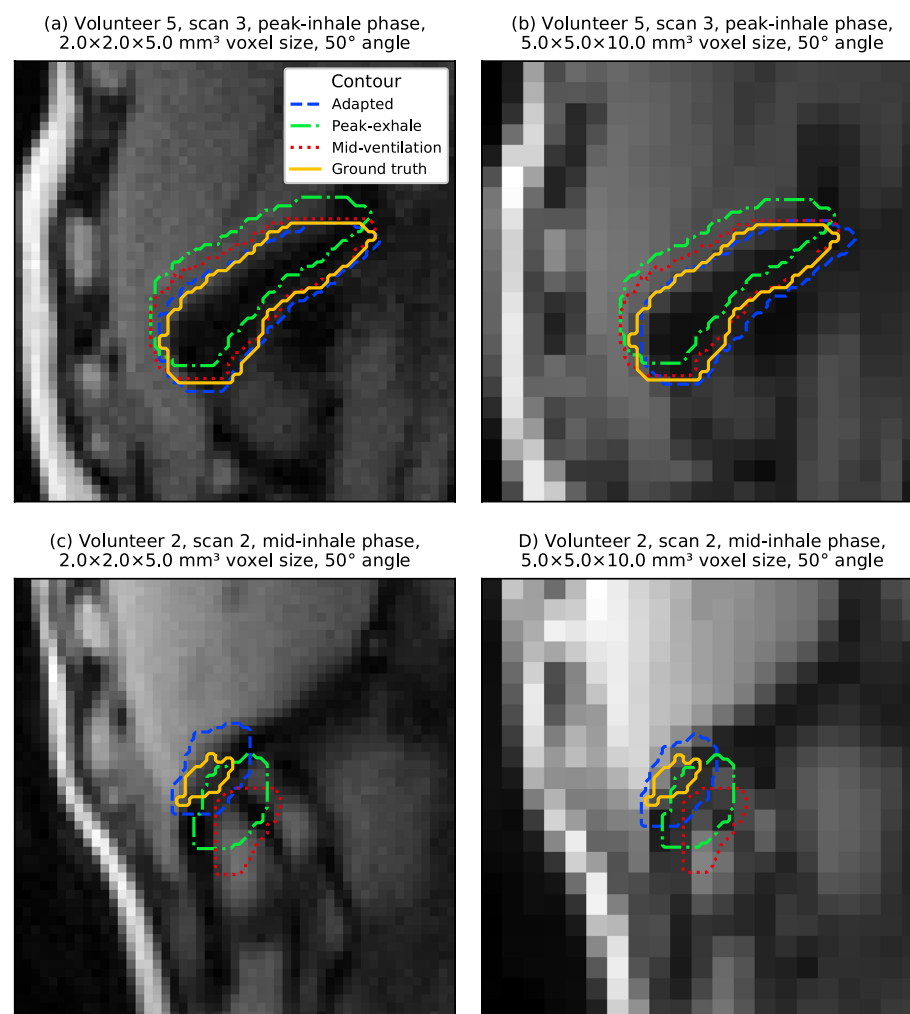 (a) Volunteer 5, scan 3, peak-inhale phase,
2.0×2.0×5.0 mm³ voxel size, 50° angle
(b) Volunteer 5, scan 3, peak-inhale phase,
5.0×5.0×10.0 mm³ voxel size, 50° angle
Contour
Adapted
Peak-exhale
Mid-ventilation
Ground truth
(c) Volunteer 2, scan 2, mid-inhale phase,
2.0×2.0×5.0 mm³ voxel size, 50° angle
D) Volunteer 2, scan 2, mid-inhale phase,
5.0×5.0×10.0 mm³ voxel size, 50° angle